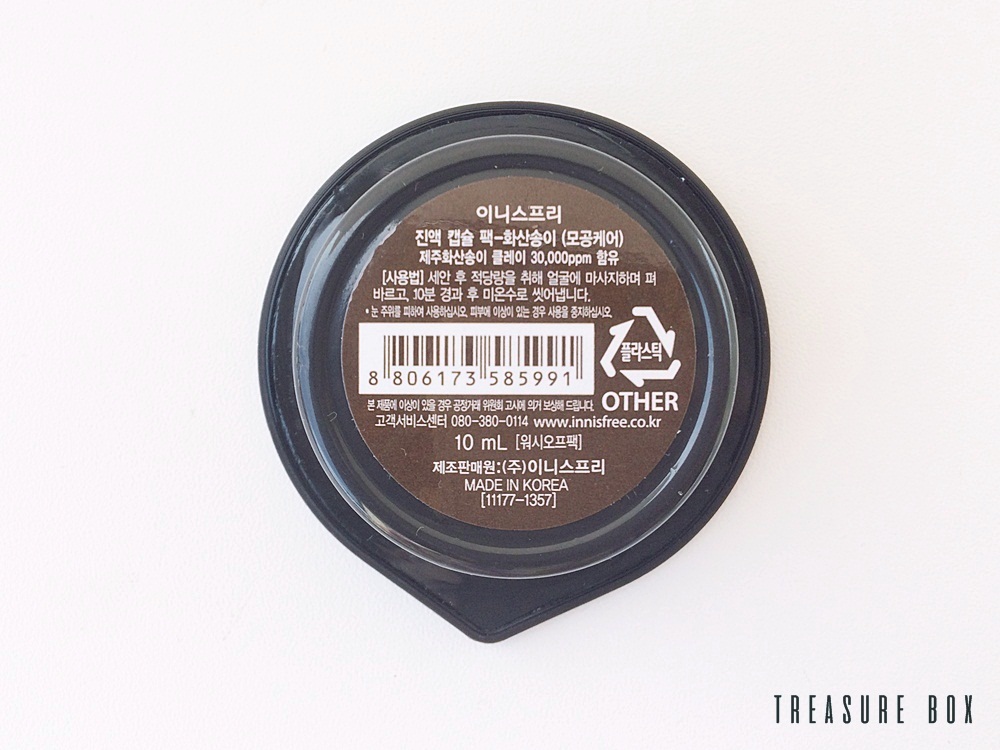 이니스프리
진액 캡슐 팩-화산송이 (모공케어)
제주화산송이 클레이 30,000ppm 함유
[사용법] 세안 후 적당량을 취해 얼굴에 마사지하며 펴
바르고, 10분 경과 후 미온수로 씻어냅니다.
* 눈 주위를 피하여 사용하십시오. 피부에 이상이 있는 경우 사용을 중지하십시오.
플라스틱
OTHER
8 806173 585991
본 제품에 이상이 있을 경우 공정거래 위원회 고시에 의거 보상해 드립니다.
고객서비스센터 080-380-0114 www.innisfree.co.kr
10 mL [워시오프팩]
제조판매원:(주)이니스프리
MADE IN KOREA
[11177-1357]
TREASURE BOX